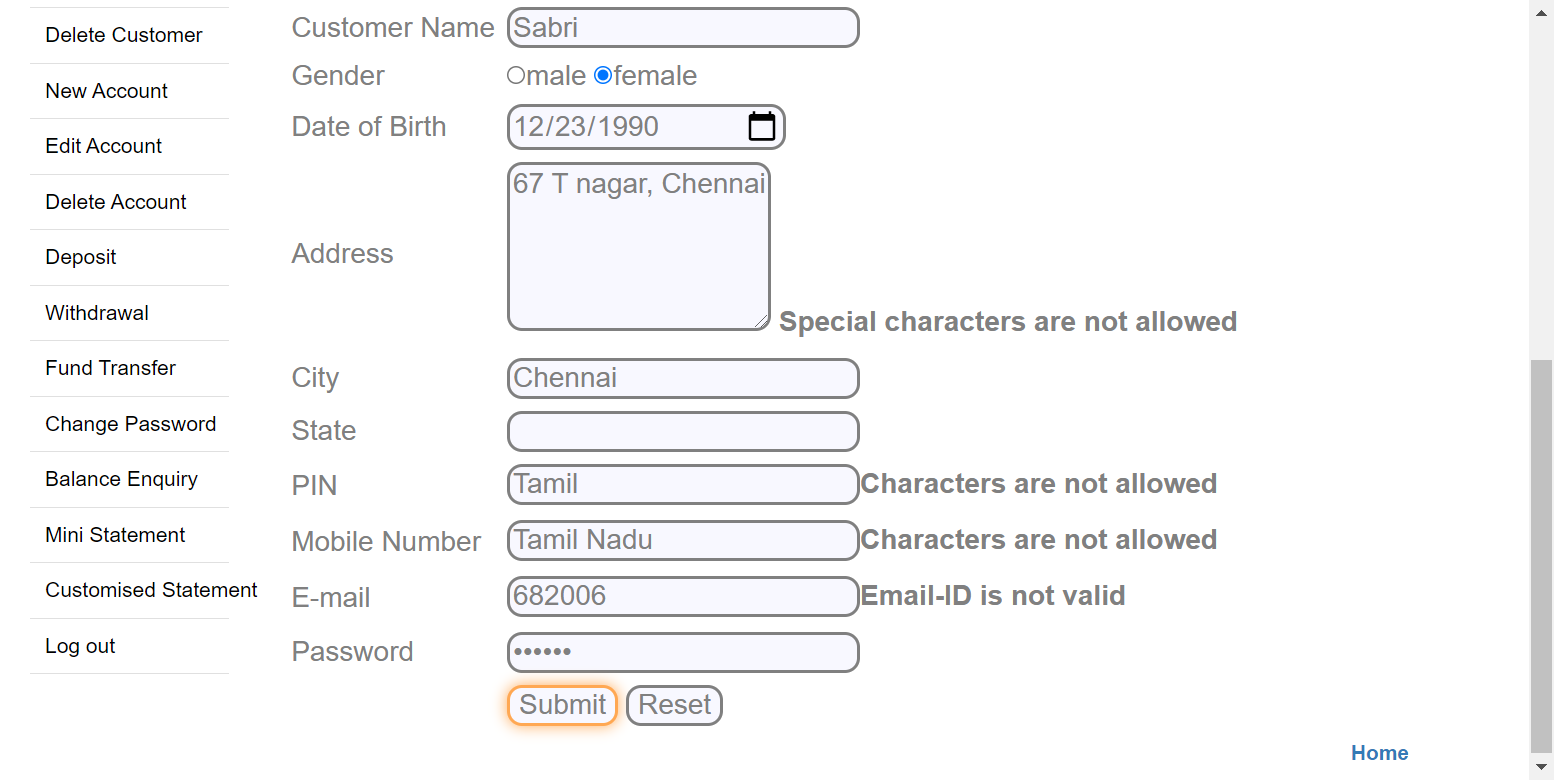 Delete Customer
New Account
Edit Account
Delete Account
Deposit
Withdrawal
Fund Transfer
Change Password
Balance Enquiry
Mini Statement
Customised Statement
Log out
Customer Name Sabri
Gender male female
Date of Birth 12/23/1990
Address 67 T nagar, Chennai
Special characters are not allowed
City Chennai
State
PIN Tamil Characters are not allowed
Mobile Number Tamil Nadu Characters are not allowed
E-mail 682006 Email-ID is not valid
Password ••••••
Submit Reset
Home